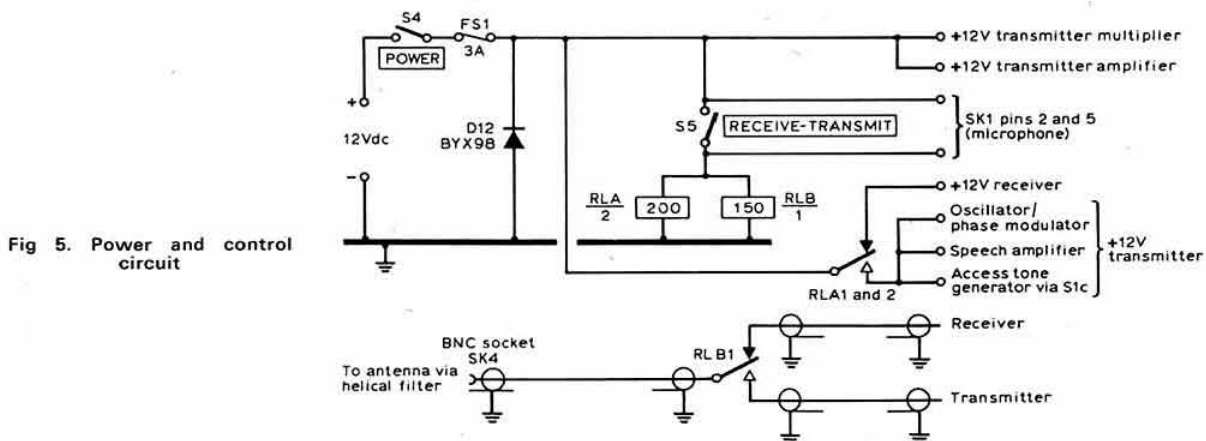 S4
FS1
POWER
3A
+12V transmitter multiplier
+12V transmitter amplifier
+
12Vdc
-
D12
BYX98
S5
RECEIVE-TRANSMIT
SK1 pins 2 and 5
(microphone)
RLA
2
200
150
RLB
1
+12V receiver
Oscillator/
phase modulator
Speech amplifier
Access tone
generator via S1c
+12V
transmitter
RLA1 and 2
Fig 5. Power and control
circuit
BNC socket
SK4
To antenna via
helical filter
RLB1
Receiver
Transmitter